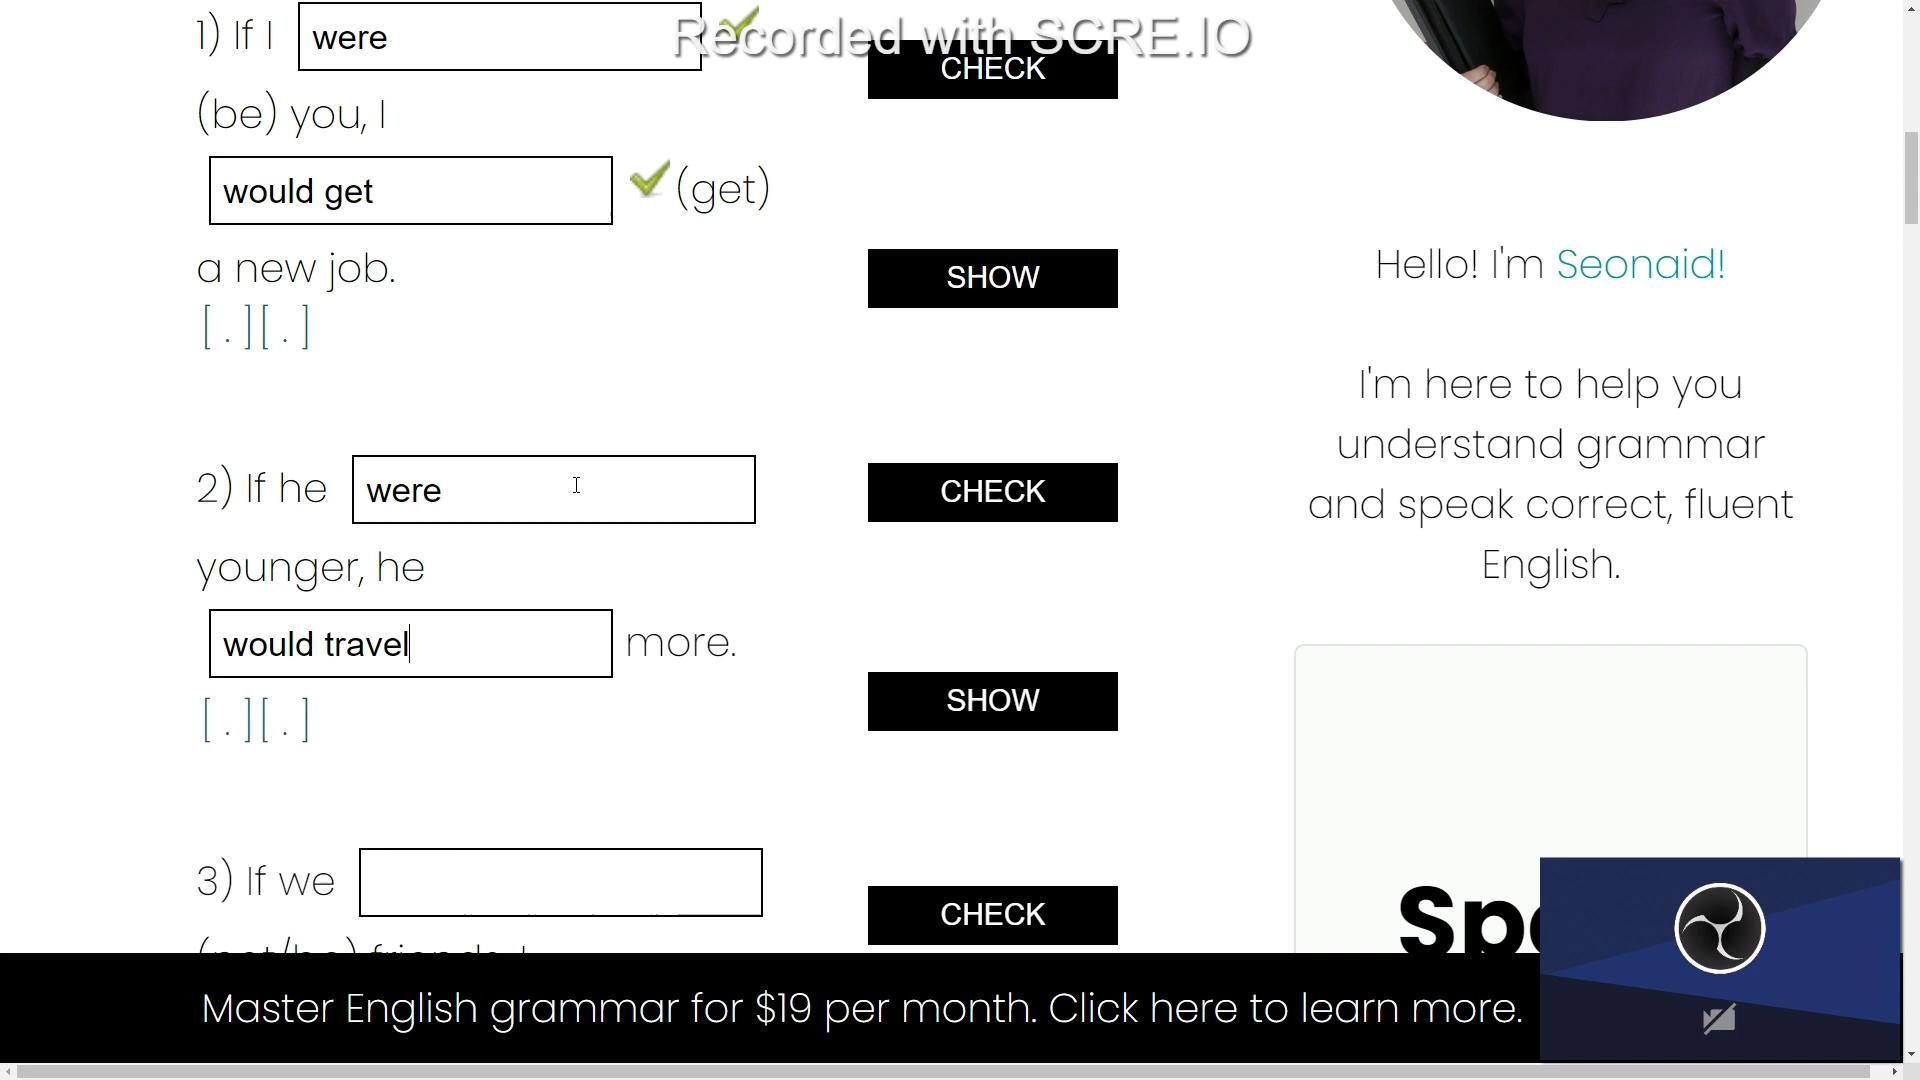 Recorded with SCRE.IO
1) If I were
CHECK
(be) you, I
would get (get)
a new job.
SHOW
[ . ][ . ]
2) If he were
CHECK
younger, he
would travel more.
SHOW
[ . ][ . ]
3) If we
CHECK
Hello! I'm Seonaid!
I'm here to help you
understand grammar
and speak correct, fluent
English.
Master English grammar for $19 per month. Click here to learn more.